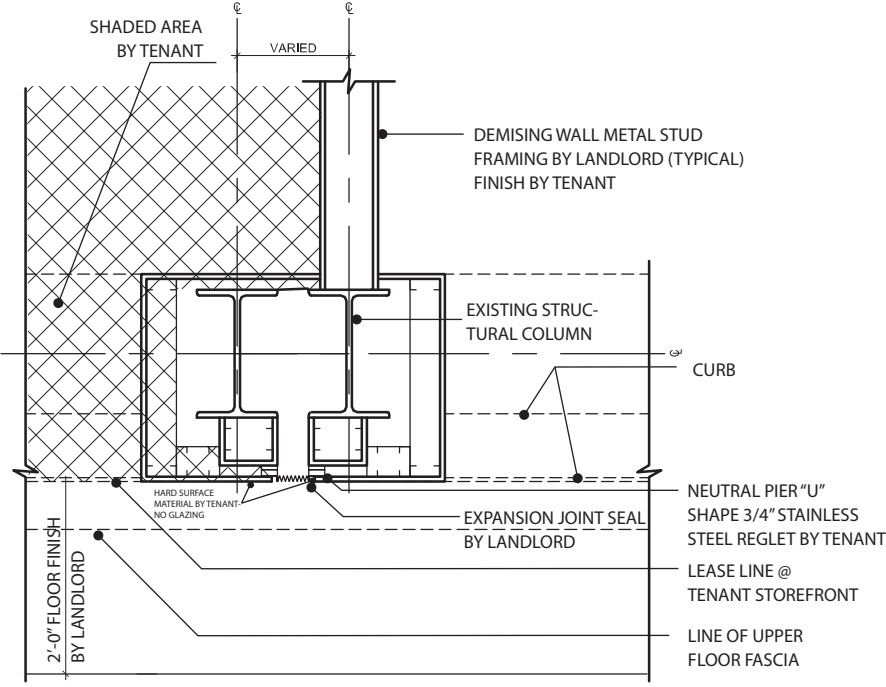 ℄
℄
SHADED AREA
BY TENANT
VARIED
DEMISING WALL METAL STUD
FRAMING BY LANDLORD (TYPICAL)
FINISH BY TENANT
EXISTING STRUC-
TURAL COLUMN
℄
CURB
HARD SURFACE
MATERIAL BY TENANT-
NO GLAZING
EXPANSION JOINT SEAL
BY LANDLORD
NEUTRAL PIER "U"
SHAPE 3/4" STAINLESS
STEEL REGLET BY TENANT
LEASE LINE @
TENANT STOREFRONT
LINE OF UPPER
FLOOR FASCIA
2'-0" FLOOR FINISH
BY LANDLORD